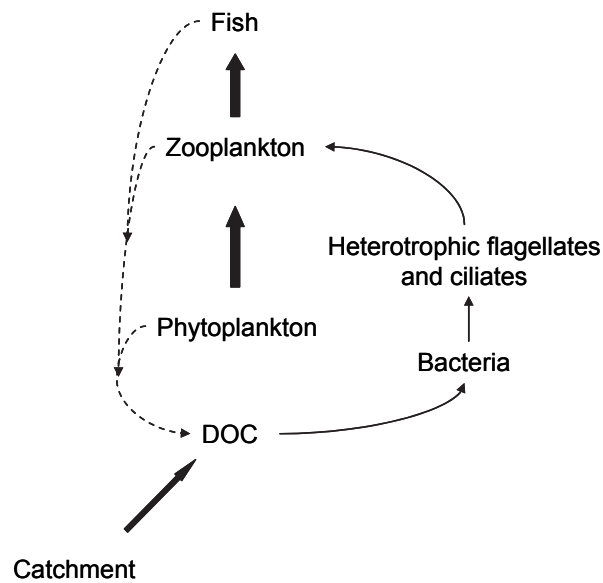 Fish
Zooplankton
Heterotrophic flagellates
and ciliates
Phytoplankton
Bacteria
DOC
Catchment